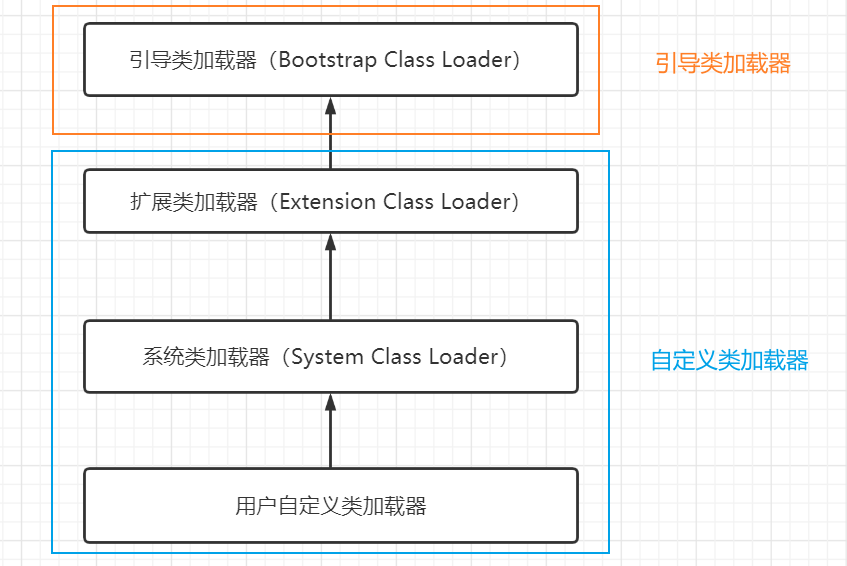 引导类加载器（Bootstrap Class Loader）
引导类加载器
扩展类加载器（Extension Class Loader）
系统类加载器（System Class Loader）
自定义类加载器
用户自定义类加载器